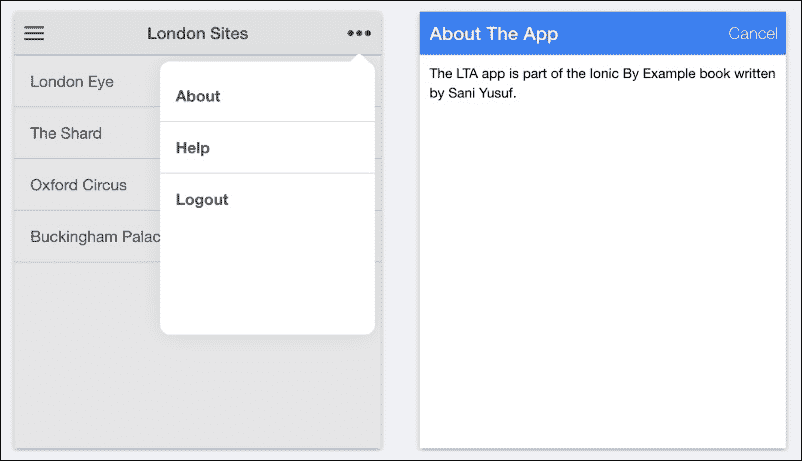 London Sites
London Eye
The Shard
Oxford Circus
Buckingham Palac
About
Help
Logout
About The App
Cancel
The LTA app is part of the Ionic By Example book written
by Sani Yusuf.